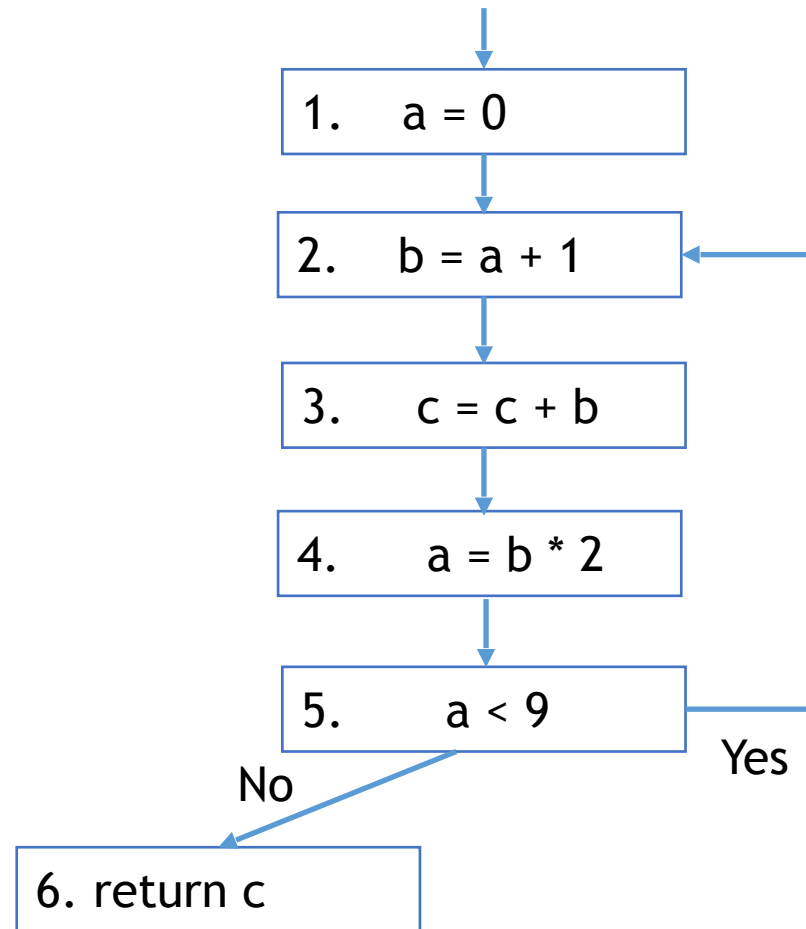 1. a = 0
2. b = a + 1
3. c = c + b
4. a = b * 2
5. a < 9
Yes
No
6. return c